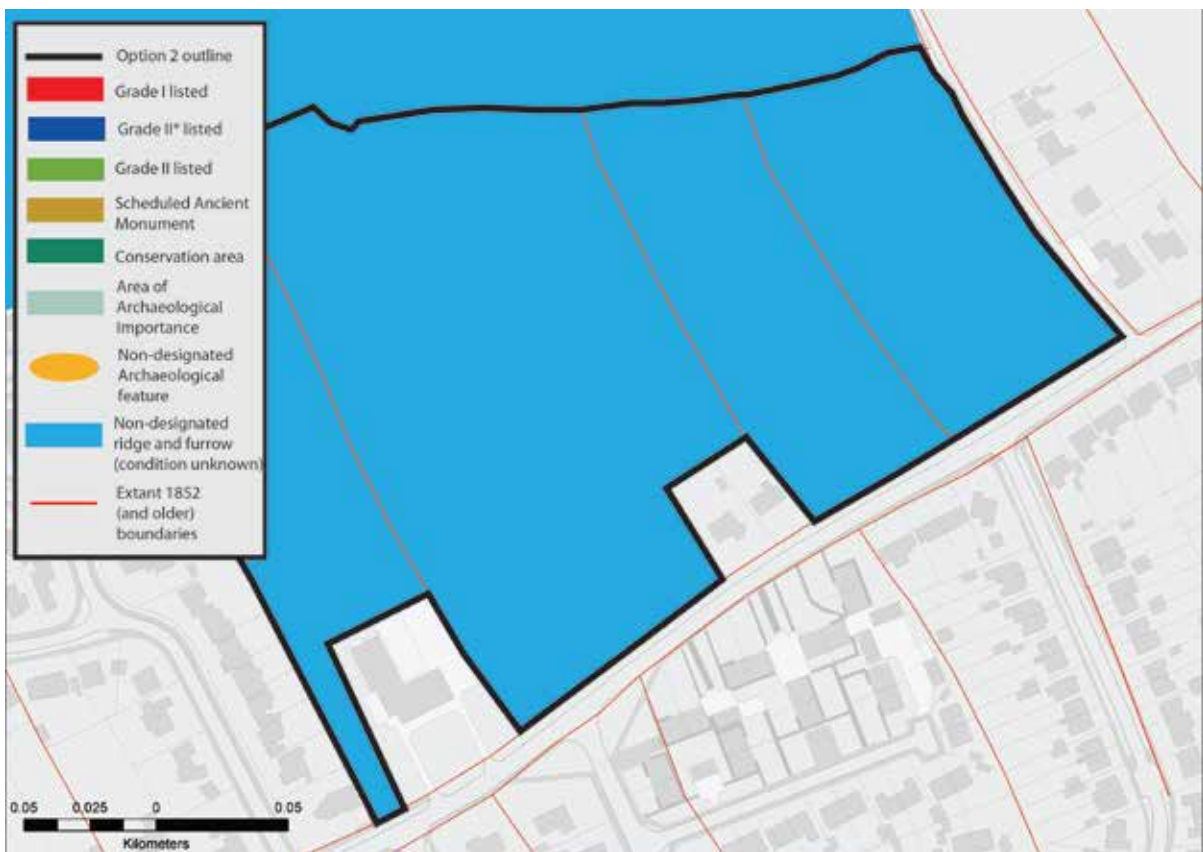 Option 2 outline
Grade I listed
Grade II* listed
Grade II listed
Scheduled Ancient
Monument
Conservation area
Area of
Archaeological
Importance
Non-designated
Archaeological
feature
Non-designated
ridge and furrow
(condition unknown)
Extant 1852
(and older)
boundaries
0.05 0.025 0 0.05
Kilometers